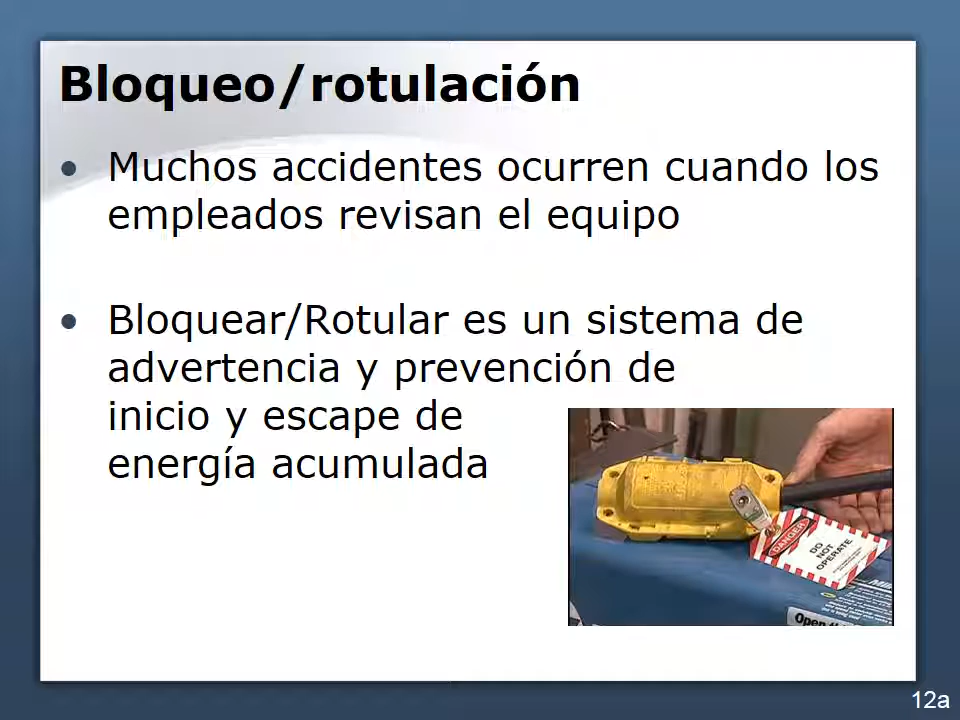 Bloqueo/rotulación
• Muchos accidentes ocurren cuando los
empleados revisan el equipo
• Bloquear/Rotular es un sistema de
advertencia y prevención de
inicio y escape de
energía acumulada
DANGER
DO
NOT
OPERATE
Open
12a